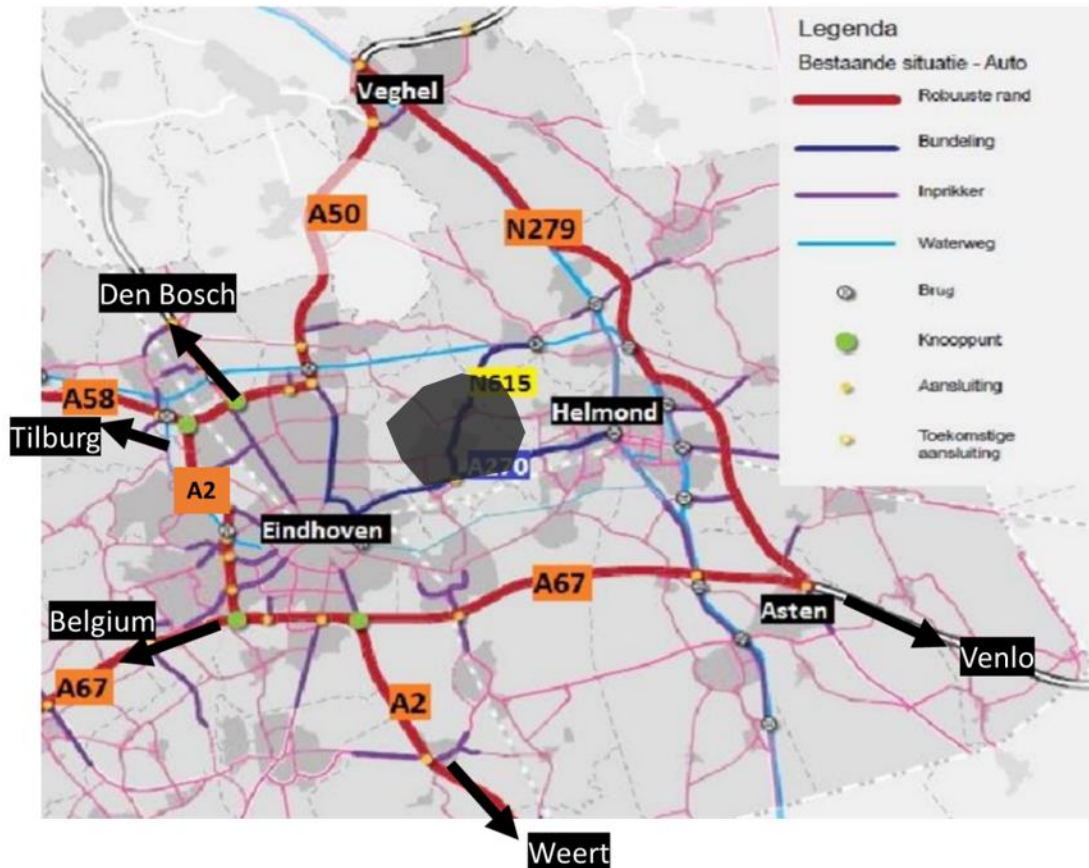 Legenda
Bestaande situatie - Auto
Robuuste rand
Bundeling
Inprikker
Waterweg
Brug
Knooppunt
Aansluiting
Toekomstige
aansluiting
Veghel
A50
N279
Den Bosch
N615
A58
Helmond
Tilburg
A270
A2
Eindhoven
A67
Belgium
Asten
Venlo
A67
A2
Weert